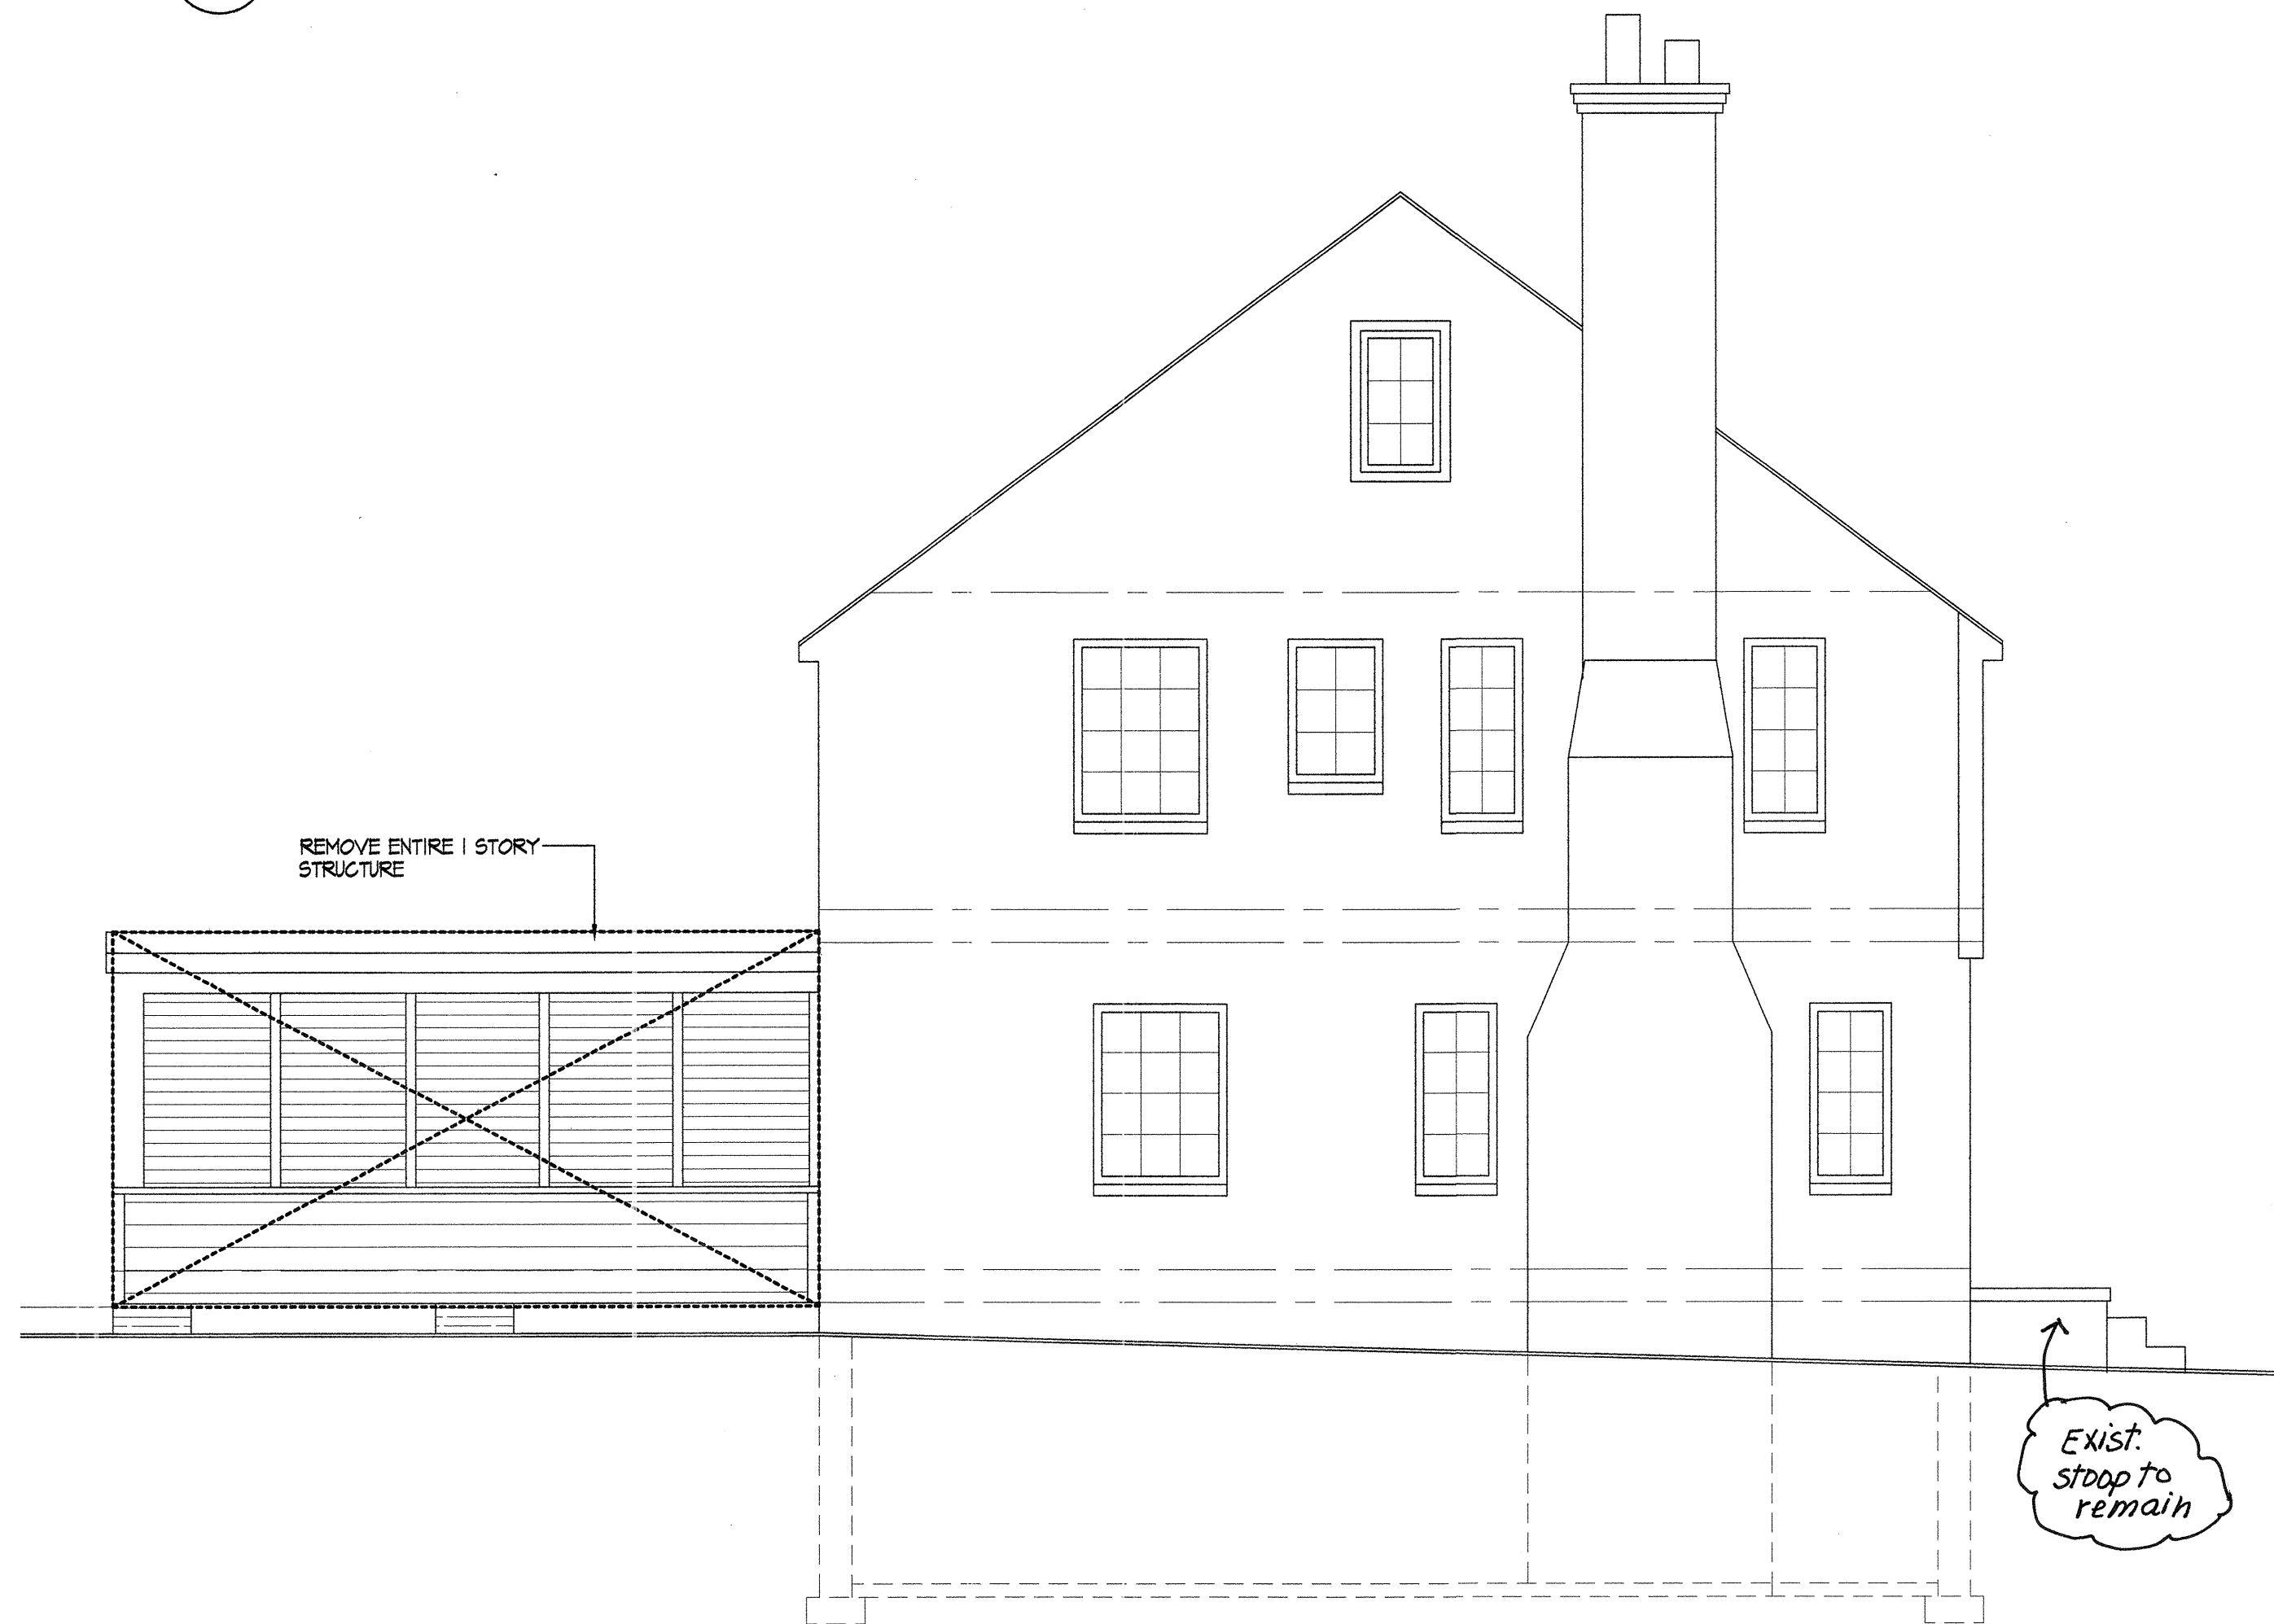 REMOVE ENTIRE 1 STORY
STRUCTURE
Exist.
stoop to
remain